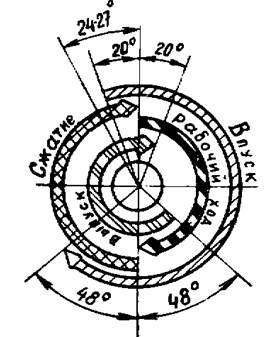 24-27°
20° 20°
Сжатие
Впуск
Рабочий ход
Выпуск
48° 48°